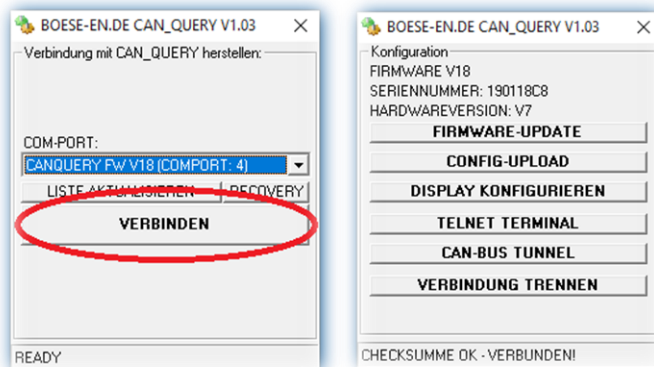 BOESE-EN.DE CAN_QUERY V1.03
Verbindung mit CAN_QUERY herstellen:
COM-PORT:
CANQUERY FW V18 (COMPORT: 4)
LISTE AKTUALISIEREN RECOVERY
VERBINDEN
READY
BOESE-EN.DE CAN_QUERY V1.03
Konfiguration
FIRMWARE V18
SERIENNUMMER: 190118C8
HARDWAREVERSION: V7
FIRMWARE-UPDATE
CONFIG-UPLOAD
DISPLAY KONFIGURIEREN
TELNET TERMINAL
CAN-BUS TUNNEL
VERBINDUNG TRENNEN
CHECKSUMME OK - VERBUNDEN!